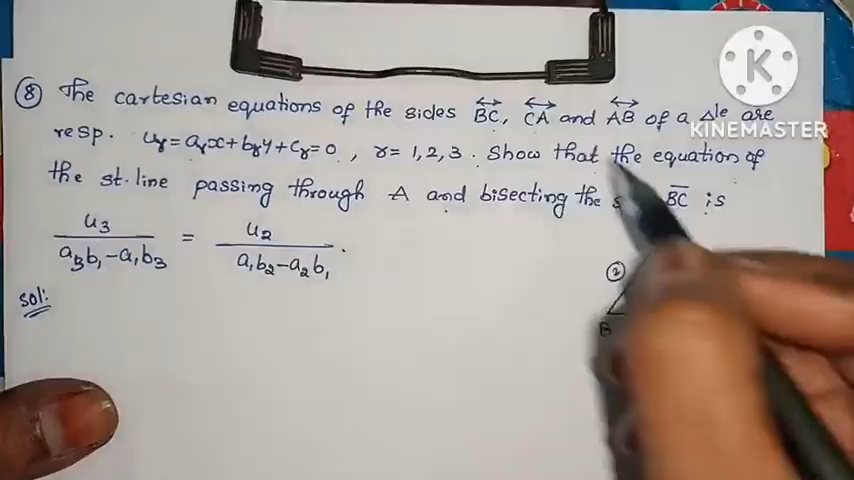 K
KINEMASTER
⑧ The cartesian equations of the sides BC, CA and AB of a Δle are
resp. uᵣ=aᵣx+bᵣy+cᵣ=0, r=1,2,3. Show that the equation of
the st.line passing through A and bisecting the BC is
u₃/(a₃b₁-a₁b₃) = u₂/(a₁b₂-a₂b₁).
sol:
②
B